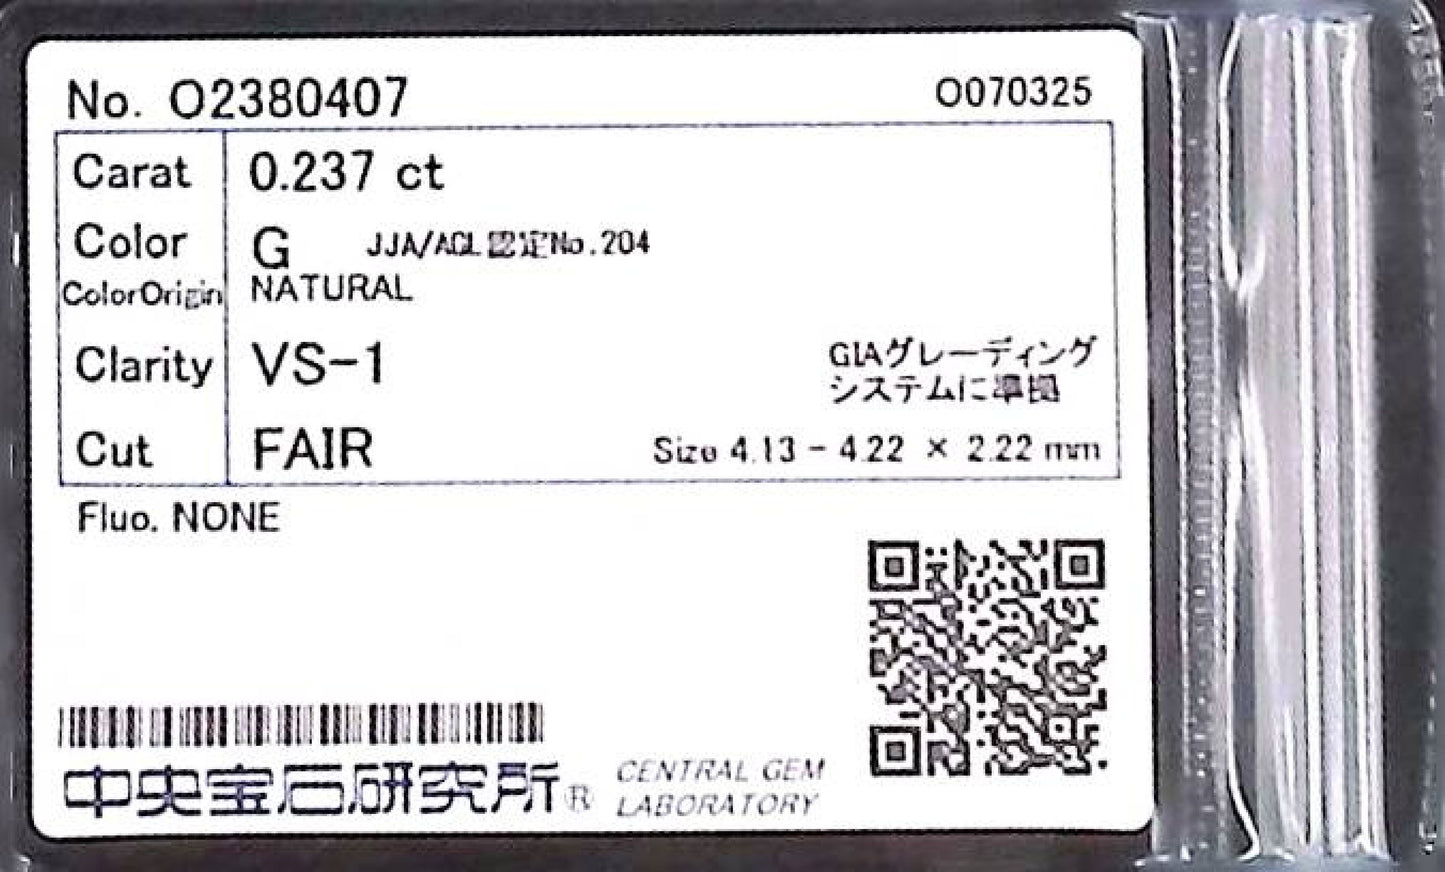 No. O2380407 O070325
Carat 0.237 ct
Color G JJA/AGL認定No.204
ColorOrigin NATURAL
Clarity VS-1
GIAグレーディング
システムに準拠
Cut FAIR Size 4.13 - 4.22 × 2.22 mm
Fluo. NONE
中央宝石研究所® CENTRAL GEM
LABORATORY